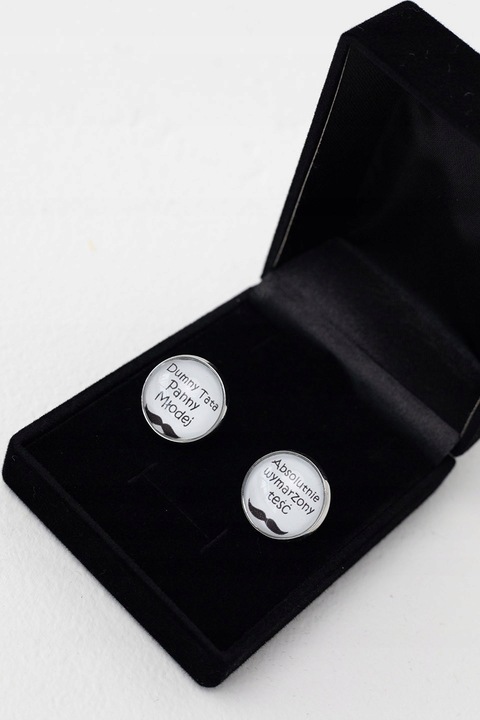 Dumny Tata
Panny
Młodej
Absolutnie
wymarzony
teść